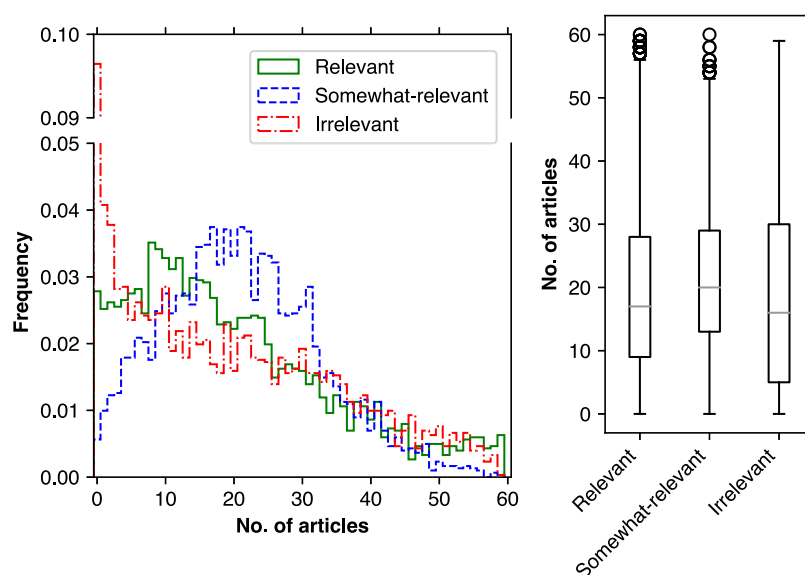 0.10
0.09
0.05
0.04
0.03
0.02
0.01
0.00
Frequency
Relevant
Somewhat-relevant
Irrelevant
0 10 20 30 40 50 60
No. of articles
60
50
40
30
20
10
0
No. of articles
Relevant
Somewhat-relevant
Irrelevant